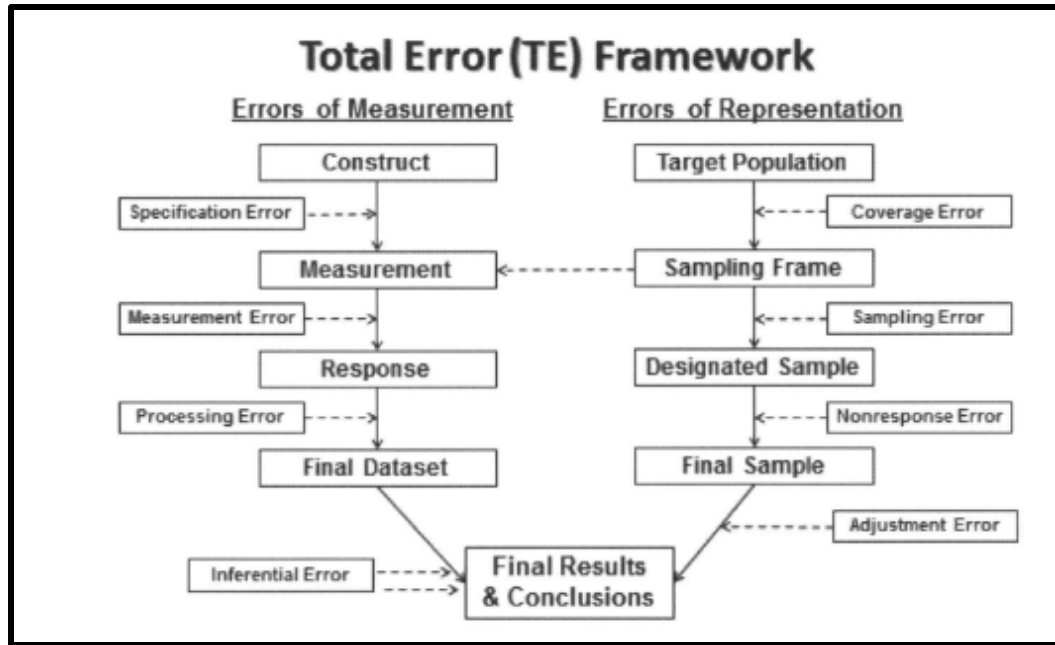 Total Error (TE) Framework
Errors of Measurement
Errors of Representation
Construct
Target Population
Specification Error
Coverage Error
Measurement
Sampling Frame
Measurement Error
Sampling Error
Response
Designated Sample
Processing Error
Nonresponse Error
Final Dataset
Final Sample
Adjustment Error
Inferential Error
Final Results
& Conclusions